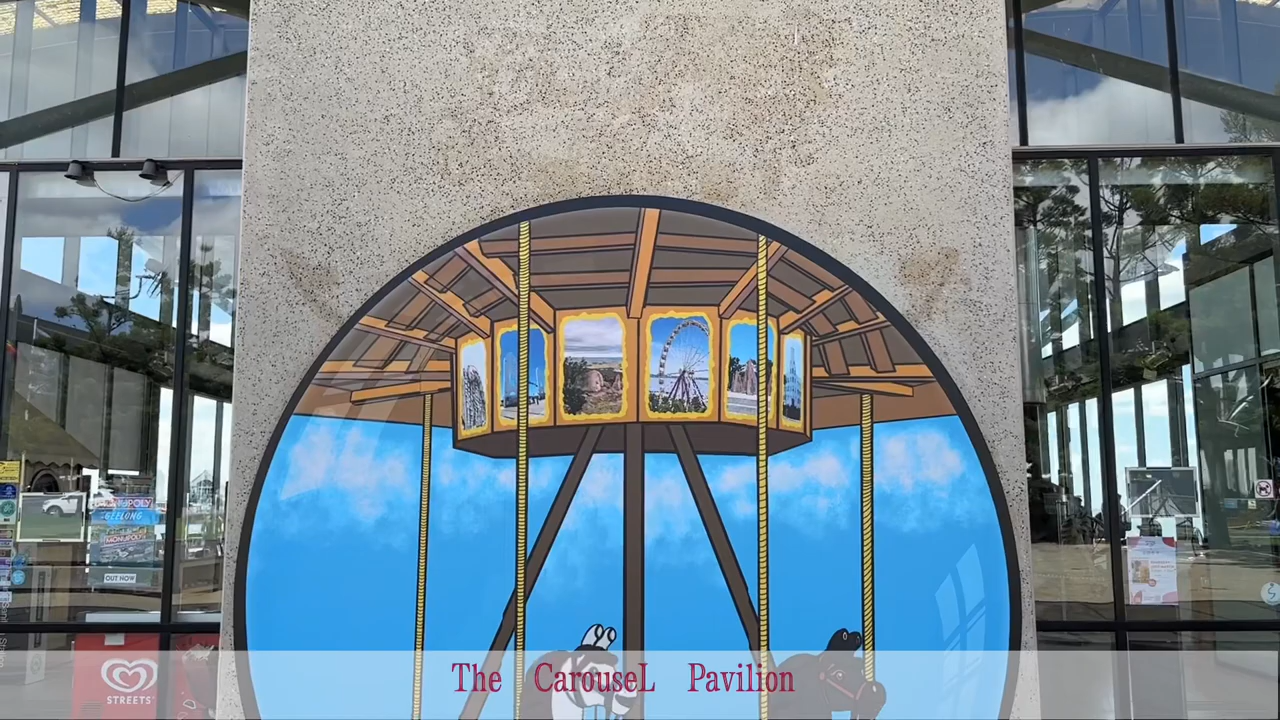 MONOPOLY
GEELONG
MONOPOLY
OUT NOW
STREETS
The CarouseL Pavilion